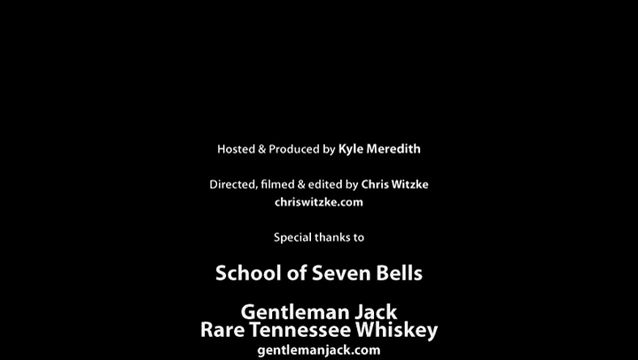 Hosted & Produced by Kyle Meredith
Directed, filmed & edited by Chris Witzke
chriswitzke.com
Special thanks to
School of Seven Bells
Gentleman Jack
Rare Tennessee Whiskey
gentlemanjack.com